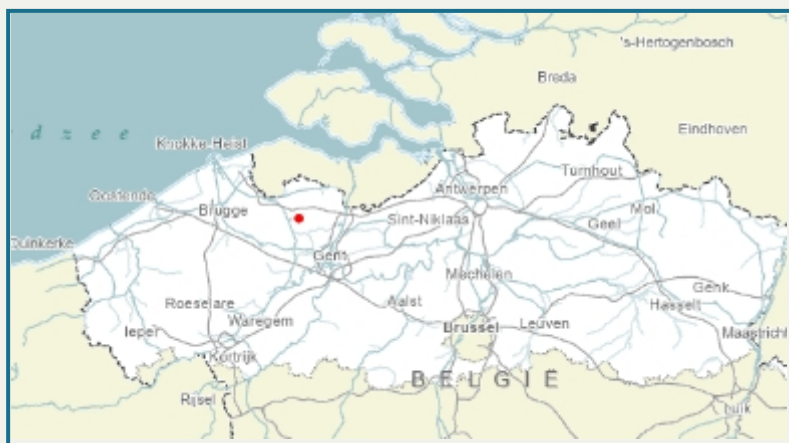 's-Hertogenbosch
Breda
Eindhoven
d z e e
Knokke-Heist
Turnhout
Oostende
Antwerpen
Brugge
Mol
Sint-Niklaas
Geel
Duinkerke
Gent
Mechelen
Genk
Roeselare
Aalst
Hasselt
Waregem
Ieper
Brussel
Leuven
Maastricht
Kortrijk
BELGIË
Rijsel
Luik